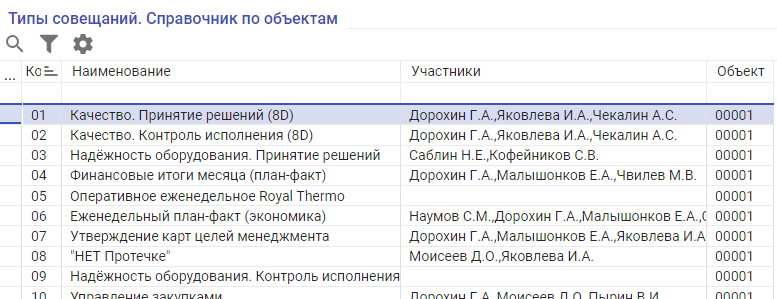 Типы совещаний. Справочник по объектам
... Ко Наименование Участники Объект
01 Качество. Принятие решений (8D) Дорохин Г.А.,Яковлева И.А.,Чекалин А.С. 00001
02 Качество. Контроль исполнения (8D) Дорохин Г.А.,Яковлева И.А.,Чекалин А.С. 00001
03 Надёжность оборудования. Принятие решений Саблин Н.Е.,Кофейников С.В. 00001
04 Финансовые итоги месяца (план-факт) Дорохин Г.А.,Малышонков Е.А.,Чвилев М.В. 00001
05 Оперативное еженедельное Royal Thermo 00001
06 Еженедельный план-факт (экономика) Наумов С.М.,Дорохин Г.А.,Малышонков Е.А., 00001
07 Утверждение карт целей менеджмента Дорохин Г.А.,Малышонков Е.А.,Яковлева И.А 00001
08 "НЕТ Протечке" Моисеев Д.О.,Яковлева И.А. 00001
09 Надёжность оборудования. Контроль исполнения 00001
10 Управление закупками Дорохин Г.А.,Моисеев Д.О.,Пырин В.И. 00001